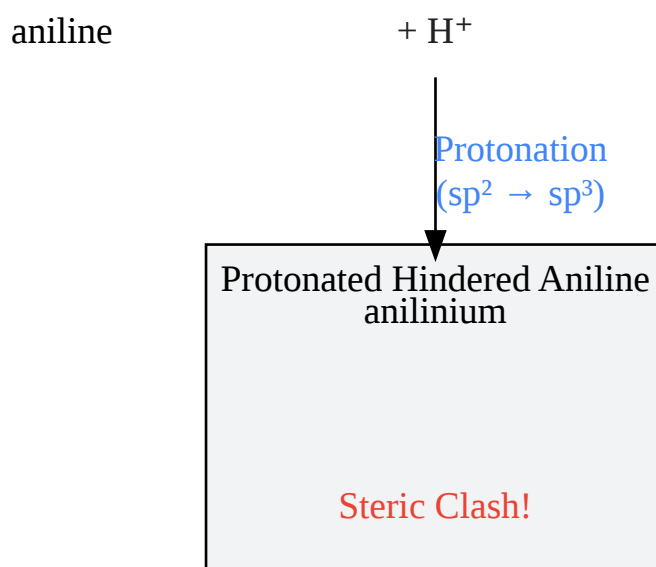 aniline + H⁺
Protonation
(sp² → sp³)
Protonated Hindered Aniline
anilinium
Steric Clash!